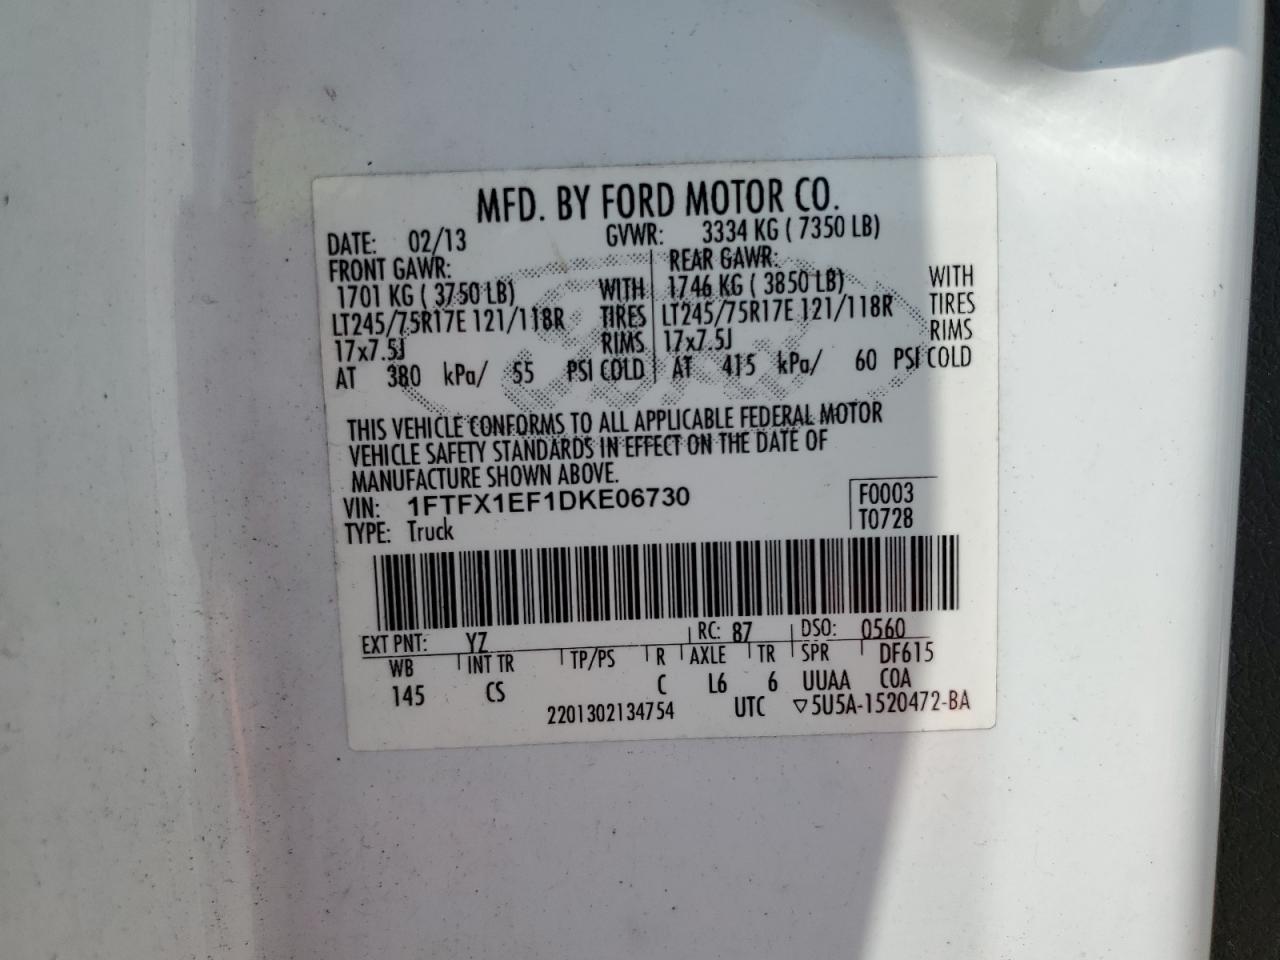 MFD. BY FORD MOTOR CO.
DATE: 02/13 GVWR: 3334 KG ( 7350 LB)
FRONT GAWR: REAR GAWR:
1701 KG ( 3750 LB) WITH 1746 KG ( 3850 LB) WITH
LT245/75R17E 121/118R TIRES LT245/75R17E 121/118R TIRES
17x7.5J RIMS 17x7.5J RIMS
AT 380 kPa/ 55 PSI COLD AT 415 kPa/ 60 PSI COLD
THIS VEHICLE CONFORMS TO ALL APPLICABLE FEDERAL MOTOR
VEHICLE SAFETY STANDARDS IN EFFECT ON THE DATE OF
MANUFACTURE SHOWN ABOVE.
VIN: 1FTFX1EF1DKE06730 F0003
TYPE: Truck T0728
EXT PNT: YZ RC: 87 DSO: 0560
WB INT TR TP/PS R AXLE TR SPR DF615
145 CS C L6 6 UUAA COA
2201302134754 UTC ▽5U5A-1520472-BA